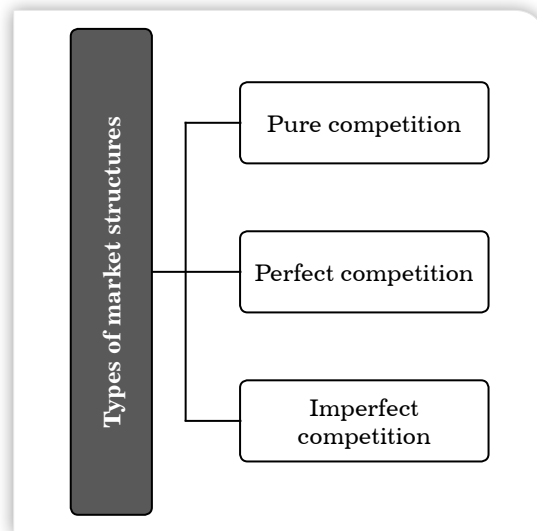 Types of market structures
Pure competition
Perfect competition
Imperfect
competition